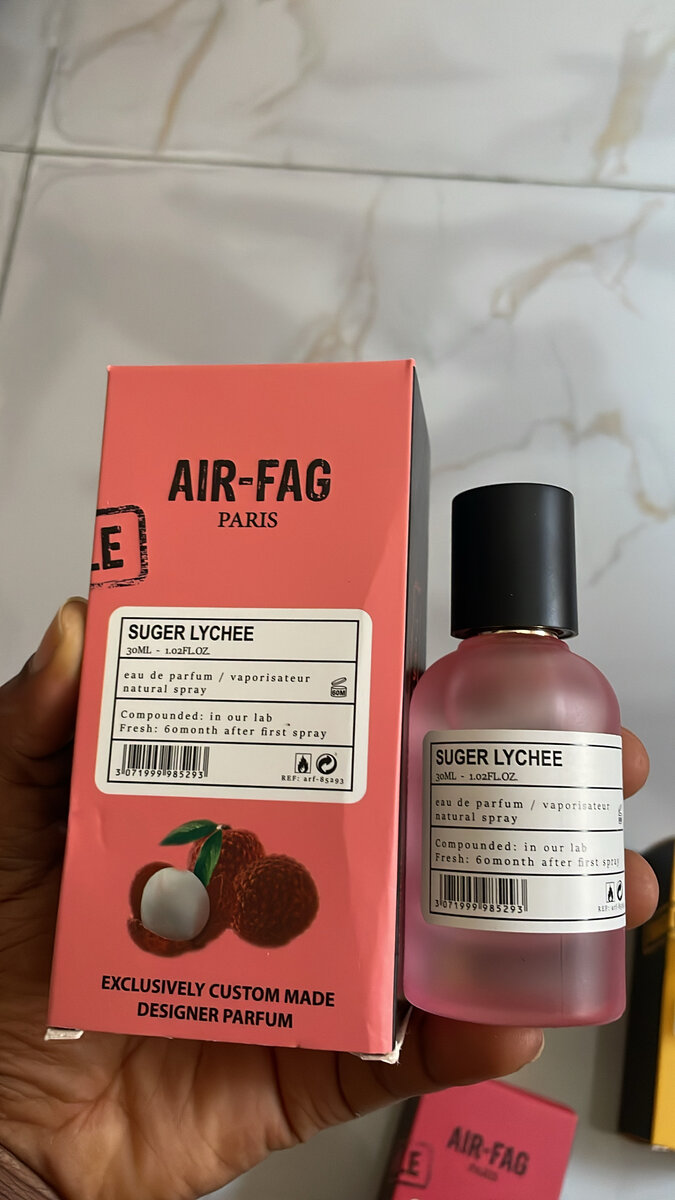 AIR-FAG
PARIS
LE
SUGER LYCHEE
30ML - 1.02FL.OZ.
eau de parfum / vaporisateur
natural spray
60M
Compounded: in our lab
Fresh: 60month after first spray
3 071999 985293
REF: arf-85293
EXCLUSIVELY CUSTOM MADE
DESIGNER PARFUM
SUGER LYCHEE
30ML - 1.02FL.OZ.
eau de parfum / vaporisateur
natural spray
Compounded: in our lab
Fresh: 60month after first spray
3 071999 985293
LE
AIR-FAG
PARIS